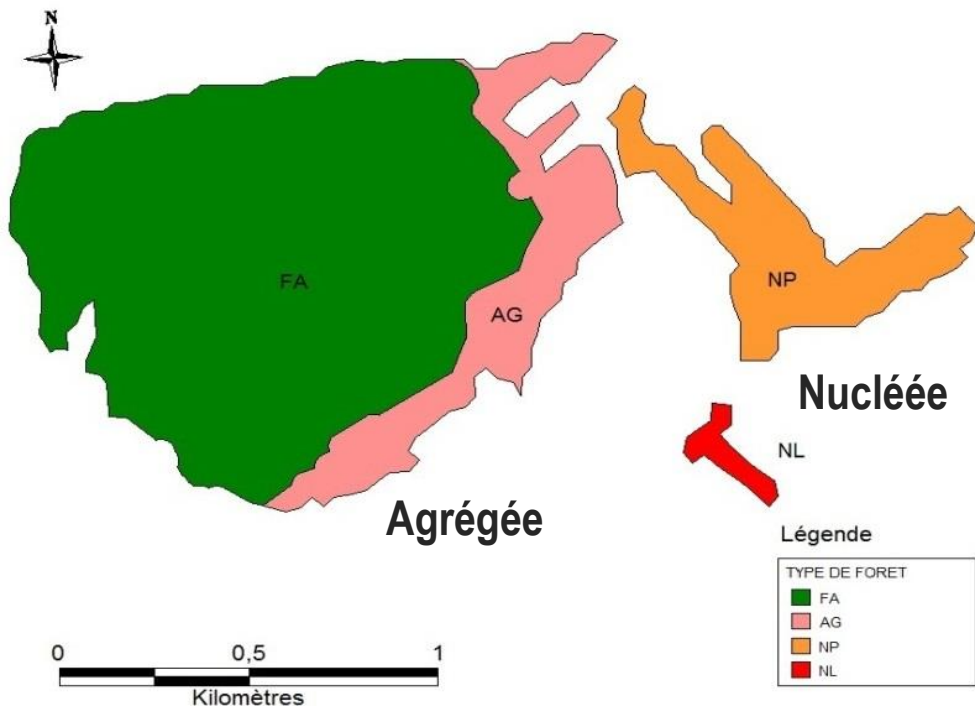 N
FA
AG
NP
Nucléée
NL
Agrégée
Légende
TYPE DE FORET
FA
AG
NP
NL
0 0,5 1
Kilomètres